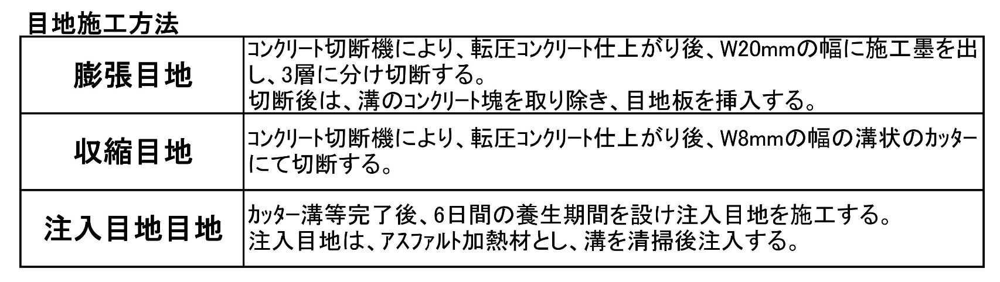 目地施工方法
膨張目地
ｺﾝｸﾘｰﾄ切断機により、転圧ｺﾝｸﾘｰﾄ仕上がり後、W20mmの幅に施工墨を出
し、3層に分け切断する。
切断後は、溝のｺﾝｸﾘｰﾄ塊を取り除き、目地板を挿入する。
収縮目地
ｺﾝｸﾘｰﾄ切断機により、転圧ｺﾝｸﾘｰﾄ仕上がり後、W8mmの幅の溝状のｶｯﾀｰ
にて切断する。
注入目地目地
ｶｯﾀｰ溝等完了後、6日間の養生期間を設け注入目地を施工する。
注入目地は、ｱｽﾌｧﾙﾄ加熱材とし、溝を清掃後注入する。